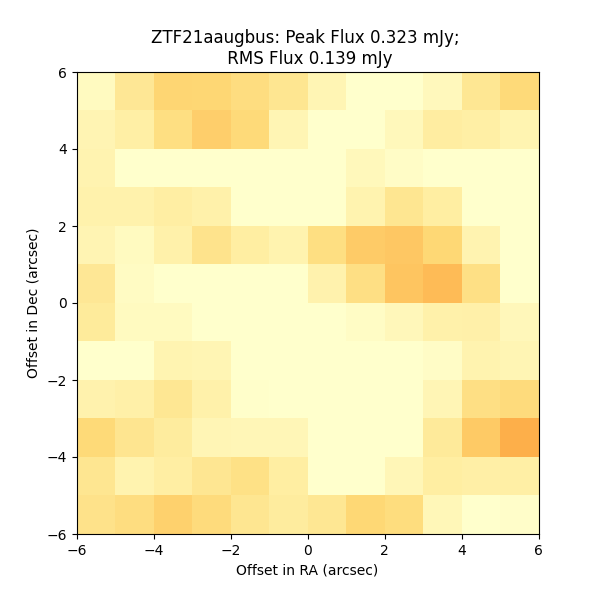 ZTF21aaugbus: Peak Flux 0.323 mJy;
RMS Flux 0.139 mJy
6
4
2
0
−2
−4
−6
Offset in Dec (arcsec)
−6 −4 −2 0 2 4 6
Offset in RA (arcsec)